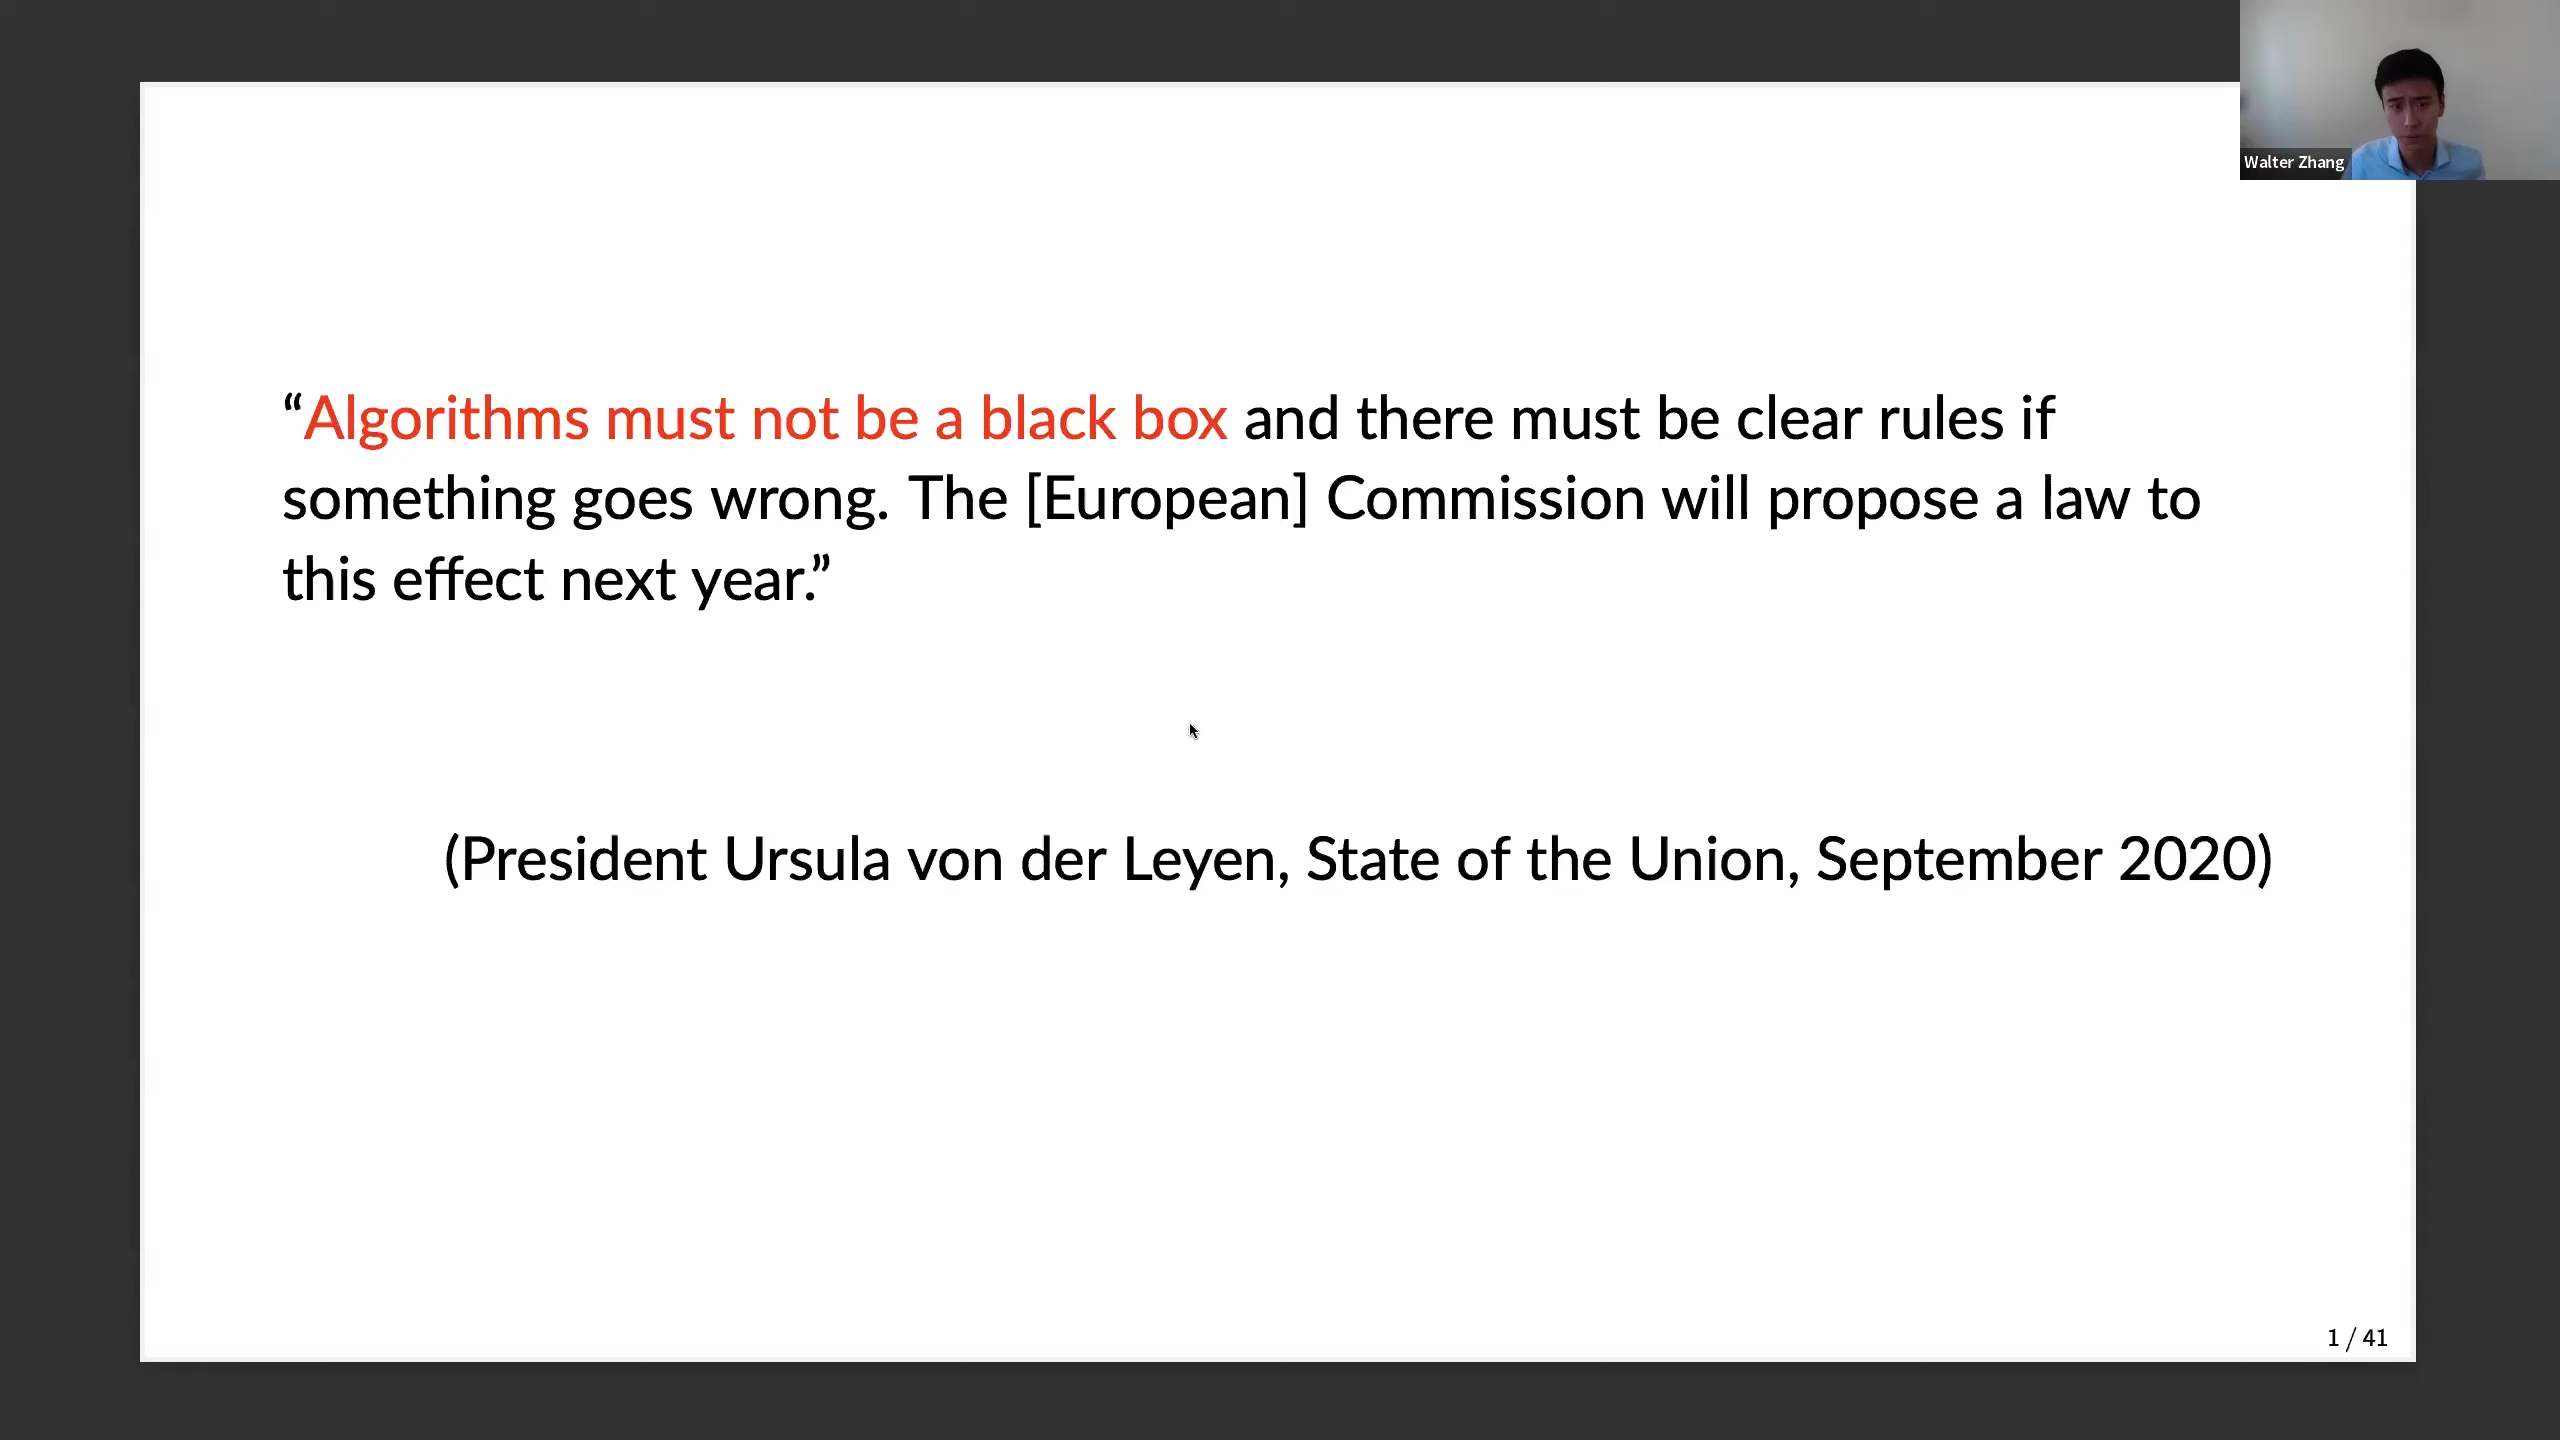 Walter Zhang
“Algorithms must not be a black box and there must be clear rules if
something goes wrong. The [European] Commission will propose a law to
this effect next year.”
(President Ursula von der Leyen, State of the Union, September 2020)
1 / 41